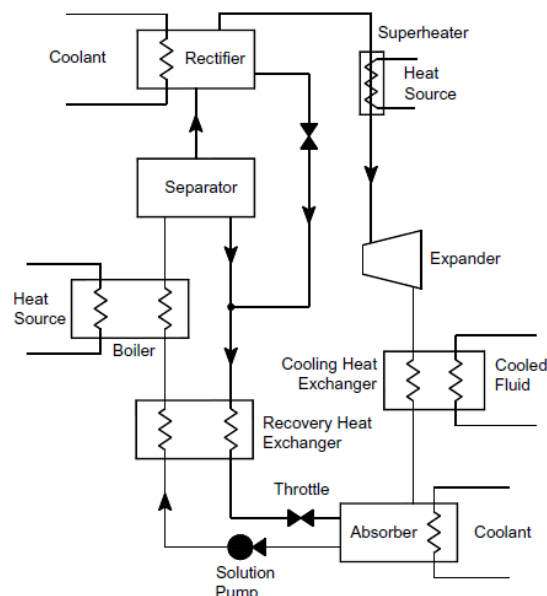 Superheater
Coolant
Rectifier
Heat
Source
Separator
Expander
Heat
Source
Boiler
Cooling Heat
Exchanger
Cooled
Fluid
Recovery Heat
Exchanger
Throttle
Absorber
Coolant
Solution
Pump